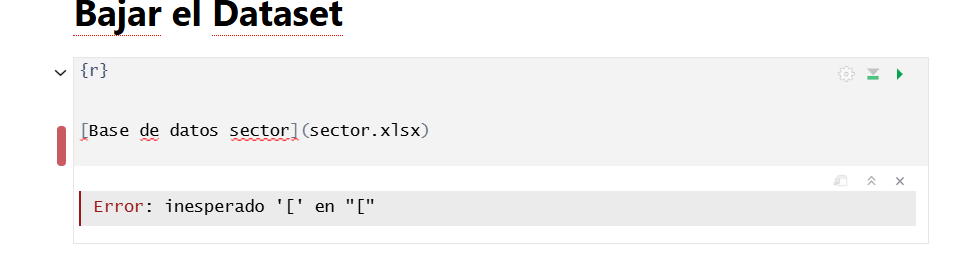 Bajar el Dataset
{r}
[Base de datos sector](sector.xlsx)
Error: inesperado '[' en "["